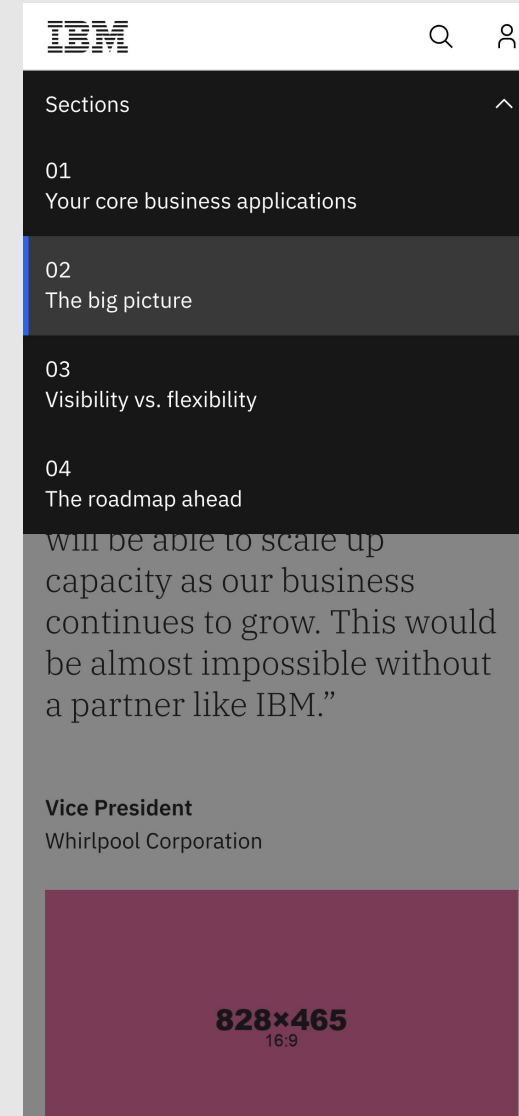 IBM
Sections
01
Your core business applications
02
The big picture
03
Visibility vs. flexibility
04
The roadmap ahead
will be able to scale up
capacity as our business
continues to grow. This would
be almost impossible without
a partner like IBM.”
Vice President
Whirlpool Corporation
828×465
16:9